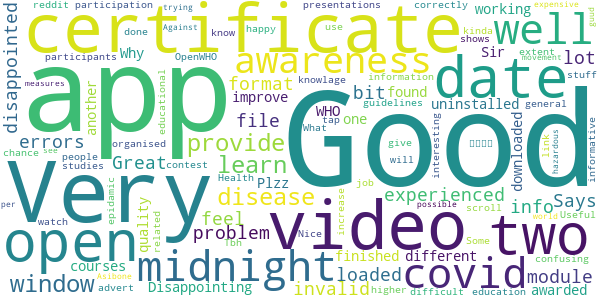 reddit participation
presentations
trying
certificate
correctly
expensive
guud
Against
know
happy
use
kinda
participants
Why
done
OpenWHO
shows
extent
stuff
well
working
Sir
lot
disappointed
another
educational
app
awareness
knowlage
information
measures
format
bit
found
guidelines
movement
improve
WHO
date
errors
file
one
uninstalled
general
chance
see
people
studies
organised
provide
What
tap
give
will
interesting
downloaded
link
hazardous
informative
Great
contest
learn
Plzz
experienced
info
Says
Very
Good
epidemic
disease
Health
job
possible
Useful
per
watch
quality
related
feel
problem
increase
scroll
Some
world
video
two
open
courses
Tbh
Nice
finished
different
confusing
window
midnight
loaded
covid
module
advert
Asibone
Disappointing
invalid
higher
difficult
education
awarded